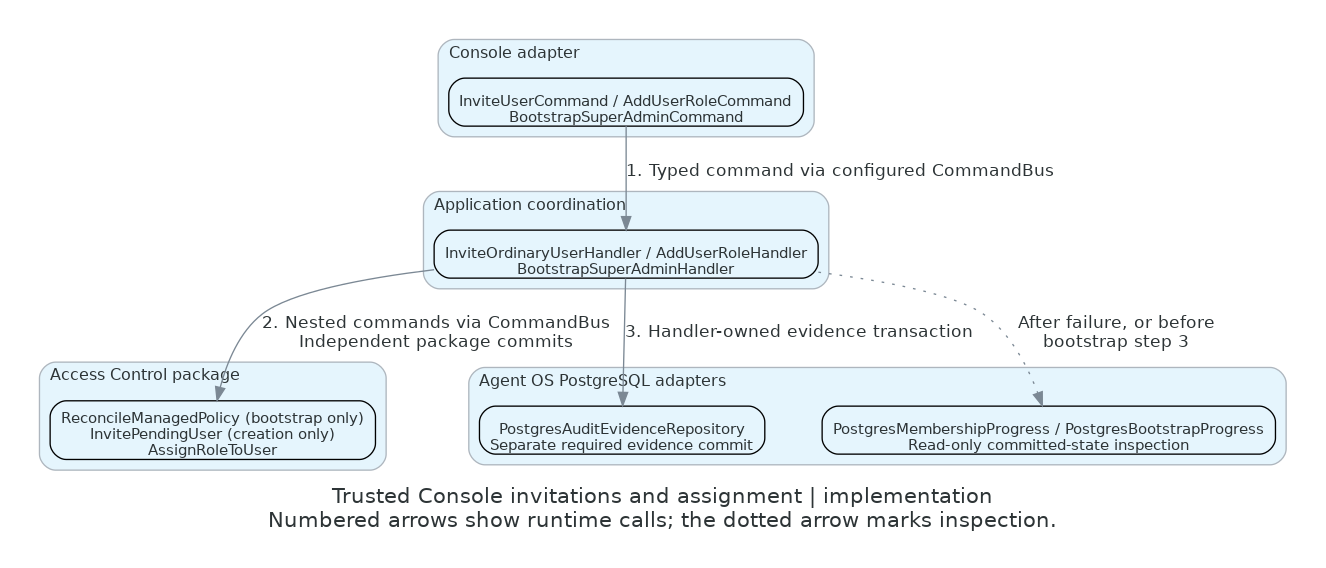 Console adapter
InviteUserCommand / AddUserRoleCommand
BootstrapSuperAdminCommand
1. Typed command via configured CommandBus
Application coordination
InviteOrdinaryUserHandler / AddUserRoleHandler
BootstrapSuperAdminHandler
2. Nested commands via CommandBus
Independent package commits
3. Handler-owned evidence transaction
After failure, or before
bootstrap step 3
Access Control package
ReconcileManagedPolicy (bootstrap only)
InvitePendingUser (creation only)
AssignRoleToUser
Agent OS PostgreSQL adapters
PostgresAuditEvidenceRepository
Separate required evidence commit
PostgresMembershipProgress / PostgresBootstrapProgress
Read-only committed-state inspection
Trusted Console invitations and assignment | implementation
Numbered arrows show runtime calls; the dotted arrow marks inspection.